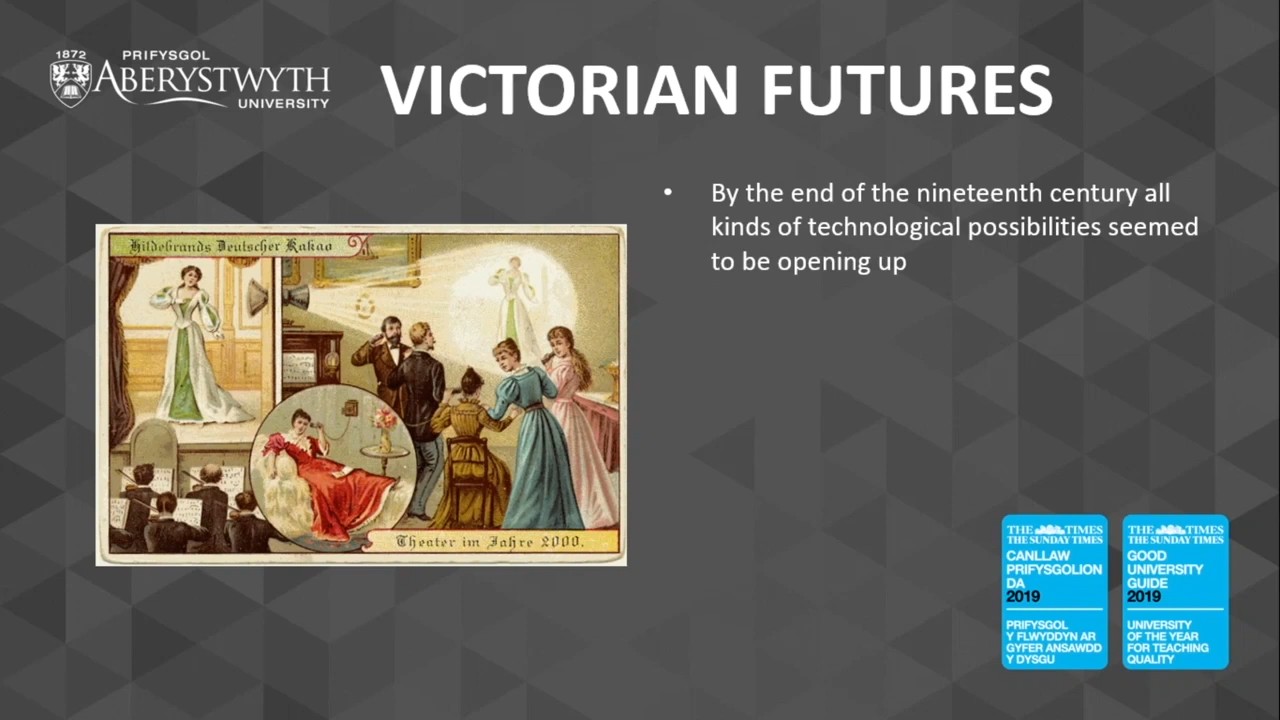 1872
PRIFYSGOL
ABERYSTWYTH
UNIVERSITY
VICTORIAN FUTURES
• By the end of the nineteenth century all
kinds of technological possibilities seemed
to be opening up
Hildebrands Deutscher Kakao
Theater im Jahre 2000.
THE TIMES
THE SUNDAY TIMES
CANLLAW
PRIFYSGOLION
DA
2019
PRIFYSGOL
Y FLWYDDYN AR
GYFER ANSAWDD
Y DYSGU
THE TIMES
THE SUNDAY TIMES
GOOD
UNIVERSITY
GUIDE
2019
UNIVERSITY
OF THE YEAR
FOR TEACHING
QUALITY